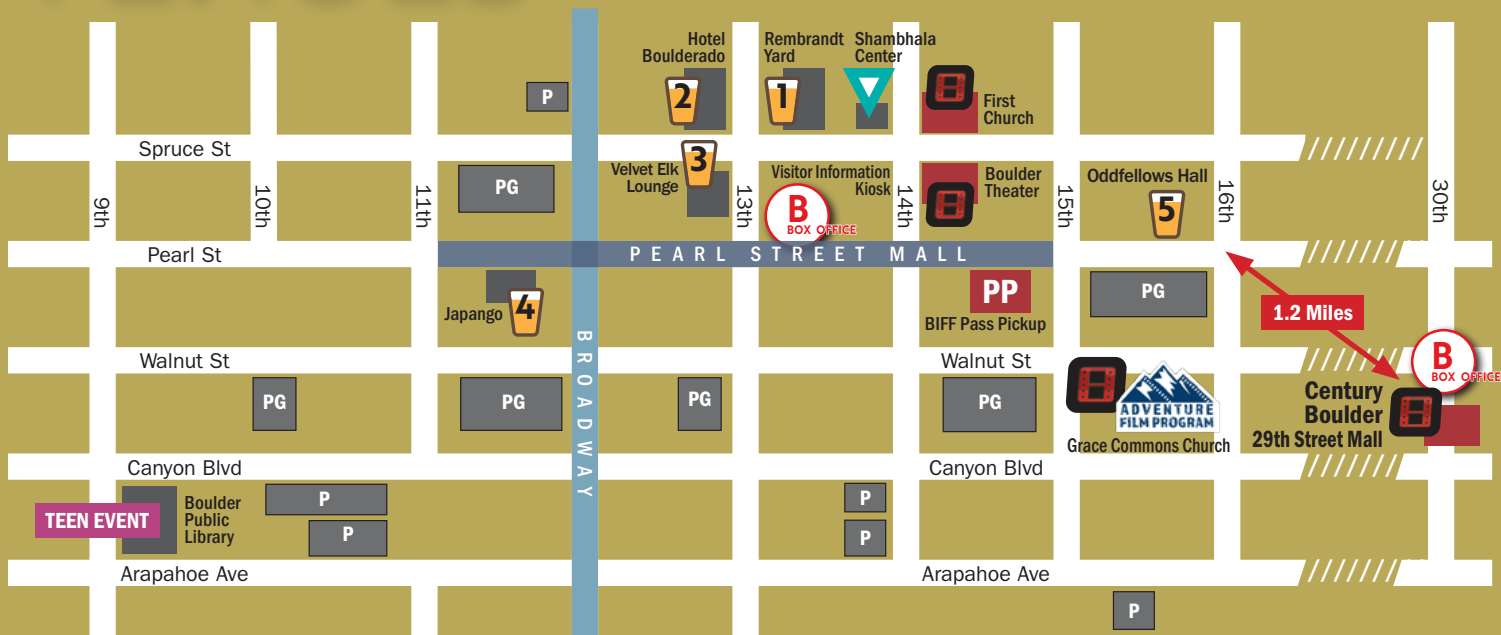 Hotel
Boulderado
Rembrandt
Yard
Shambhala
Center
2
1
P
First
Church
Spruce St
Velvet Elk
Lounge
3
Visitor Information
Kiosk
Boulder
Theater
Oddfellows Hall
5
PG
9th
10th
11th
13th
14th
15th
16th
30th
B
BOX OFFICE
Pearl St
PEARL STREET MALL
Japango
4
PP
BIFF Pass Pickup
PG
1.2 Miles
BROADWAY
Walnut St
Walnut St
B
BOX OFFICE
PG
PG
PG
PG
ADVENTURE
FILM PROGRAM
Grace Commons Church
Century
Boulder
29th Street Mall
Canyon Blvd
Canyon Blvd
TEEN EVENT
Boulder
Public
Library
P
P
P
P
Arapahoe Ave
Arapahoe Ave
P